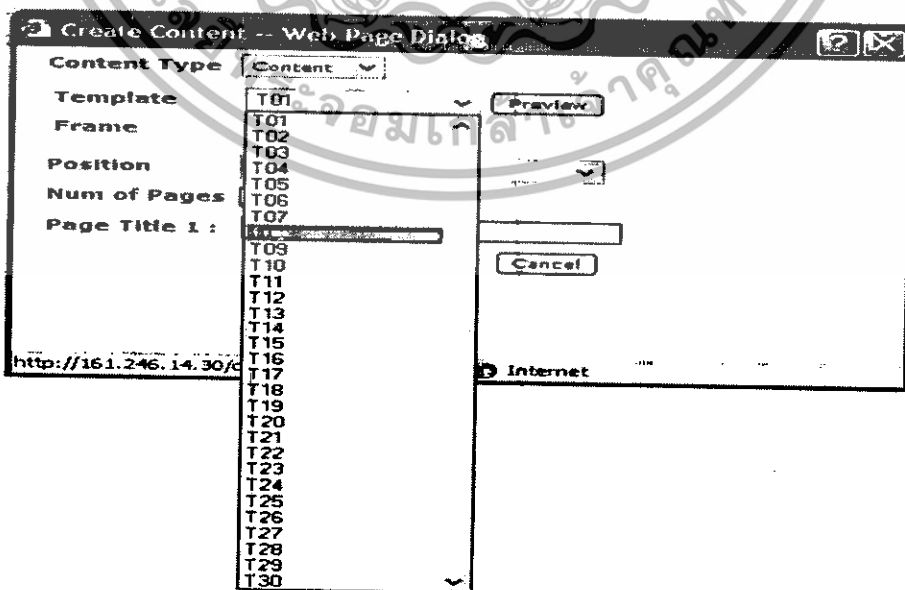 Create Content -- Web Page Dialog
Content Type Content
Template T01 Preview
Frame
Position
Num of Pages
Page Title 1 :
T01
T02
T03
T04
T05
T06
T07
T09
T10
Cancel
T11
T12
T13
T14
T15
T16
T17
T18
T19
T20
T21
T22
T23
T24
T25
T26
T27
T28
T29
T30
http://161.246.14.30/c
Internet